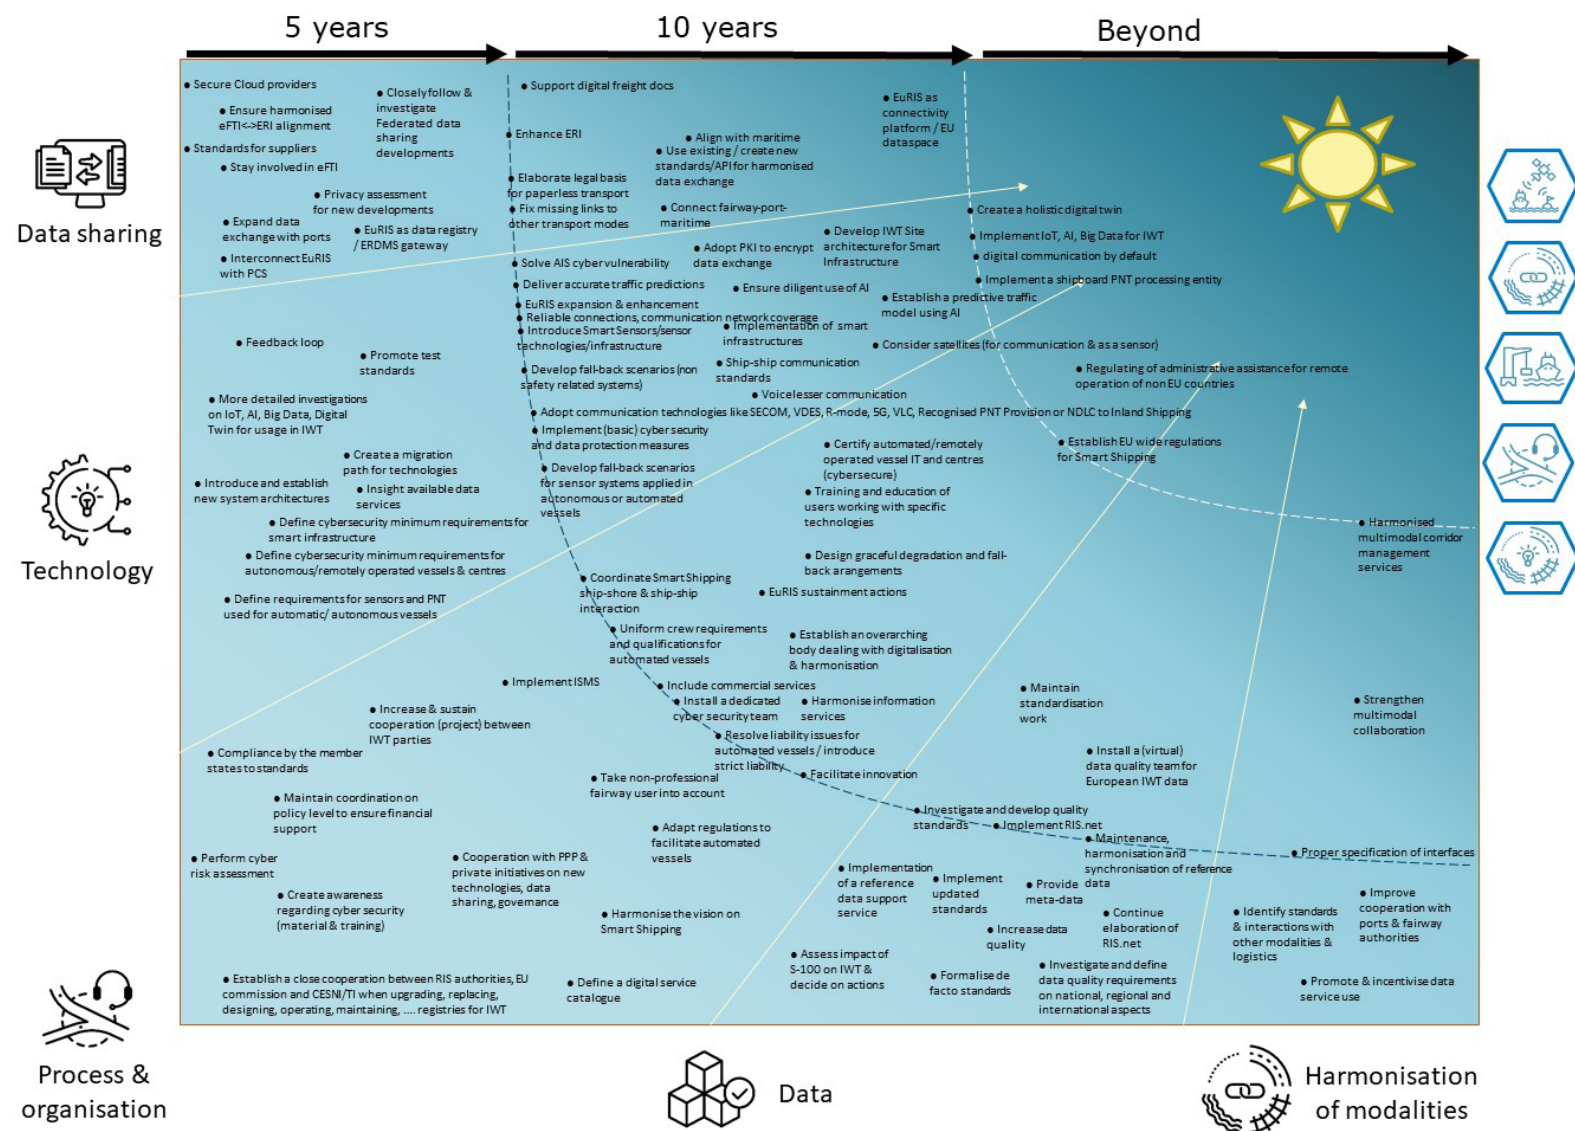 5 years
10 years
Beyond
● Secure Cloud providers
● Ensure harmonised
eFTI<->ERI alignment
● Standards for suppliers
● Stay involved in eFTI
● Closely follow &
investigate
Federated data
sharing
developments
● Privacy assessment
for new developments
● Expand data
exchange with ports
● EuRIS as data registry
/ ERDMS gateway
● Interconnect EuRIS
with PCS
Data sharing
● Support digital freight docs
● Enhance ERI
● Align with maritime
● Use existing / create new
standards/API for harmonised
data exchange
● EuRIS as
connectivity
platform / EU
dataspace
● Elaborate legal basis
for paperless transport
● Fix missing links to
other transport modes
● Connect fairway-port-
maritime
● Develop IWT Site
architecture for Smart
Infrastructure
● Adopt PKI to encrypt
data exchange
● Create a holistic digital twin
● Implement IoT, AI, Big Data for IWT
● digital communication by default
● Implement a shipboard PNT processing entity
● Solve AIS cyber vulnerability
● Deliver accurate traffic predictions
● Ensure diligent use of AI
● EuRIS expansion & enhancement
● Reliable connections, communication network coverage
● Introduce Smart Sensors/sensor
technologies/infrastructure
● Implementation of smart
infrastructures
● Establish a predictive traffic
model using AI
● Consider satellites (for communication & as a sensor)
● Feedback loop
● Promote test
standards
● Develop fall-back scenarios (non
safety related systems)
● Ship-ship communication
standards
● Regulating of administrative assistance for remote
operation of non EU countries
● Voicelesser communication
● More detailed investigations
on IoT, AI, Big Data, Digital
Twin for usage in IWT
● Adopt communication technologies like SECOM, VDES, R-mode, 5G, VLC, Recognised PNT Provision or NDLC to Inland Shipping
● Implement (basic) cyber security
and data protection measures
● Certify automated/remotely
operated vessel IT and centres
(cybersecure)
● Establish EU wide regulations
for Smart Shipping
● Create a migration
path for technologies
● Introduce and establish
new system architectures
● Insight available data
services
● Develop fall-back scenarios
for sensor systems applied in
autonomous or automated
vessels
● Training and education of
users working with specific
technologies
● Define cybersecurity minimum requirements for
smart infrastructure
● Harmonised
multimodal corridor
management
services
● Define cybersecurity minimum requirements for
autonomous/remotely operated vessels & centres
● Design graceful degradation and fall-
back arangements
Technology
● Define requirements for sensors and PNT
used for automatic/ autonomous vessels
● Coordinate Smart Shipping
ship-shore & ship-ship
interaction
● EuRIS sustainment actions
● Uniform crew requirements
and qualifications for
automated vessels
● Establish an overarching
body dealing with digitalisation
& harmonisation
● Implement ISMS
● Include commercial services
● Install a dedicated
cyber security team
● Harmonise information
services
● Maintain
standardisation
work
● Strengthen
multimodal
collaboration
● Increase & sustain
cooperation (project) between
IWT parties
● Resolve liability issues for
automated vessels / introduce
strict liability
● Compliance by the member
states to standards
● Install a (virtual)
data quality team for
European IWT data
● Take non-professional
fairway user into account
● Facilitate innovation
● Maintain coordination on
policy level to ensure financial
support
● Investigate and develop quality
standards
● Implement RIS.net
● Adapt regulations to
facilitate automated
vessels
● Maintenance,
harmonisation and
synchronisation of reference
data
● Proper specification of interfaces
● Perform cyber
risk assessment
● Cooperation with PPP &
private initiatives on new
technologies, data
sharing, governance
● Implementation
of a reference
data support
service
● Implement
updated
standards
● Provide
meta-data
● Create awareness
regarding cyber security
(material & training)
● Harmonise the vision on
Smart Shipping
● Increase data
quality
● Continue
elaboration of
RIS.net
● Identify standards
& interactions with
other modalities &
logistics
● Improve
cooperation with
ports & fairway
authorities
● Assess impact of
S-100 on IWT &
decide on actions
● Formalise de
facto standards
● Investigate and define
data quality requirements
on national, regional and
international aspects
● Promote & incentivise data
service use
● Establish a close cooperation between RIS authorities, EU
commission and CESNI/TI when upgrading, replacing,
designing, operating, maintaining, .... registries for IWT
● Define a digital service
catalogue
Process &
organisation
Data
Harmonisation
of modalities